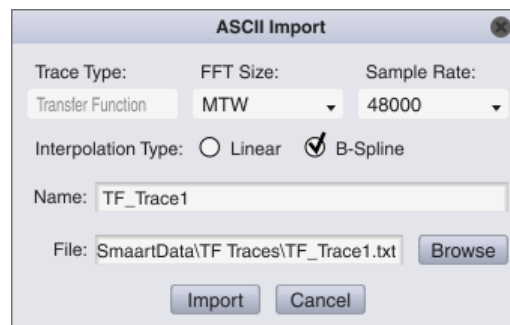 ASCII Import
Trace Type: FFT Size: Sample Rate:
Transfer Function MTW 48000
Interpolation Type: Linear B-Spline
Name: TF_Trace1
File: SmaartData\TF Traces\TF_Trace1.txt Browse
Import Cancel